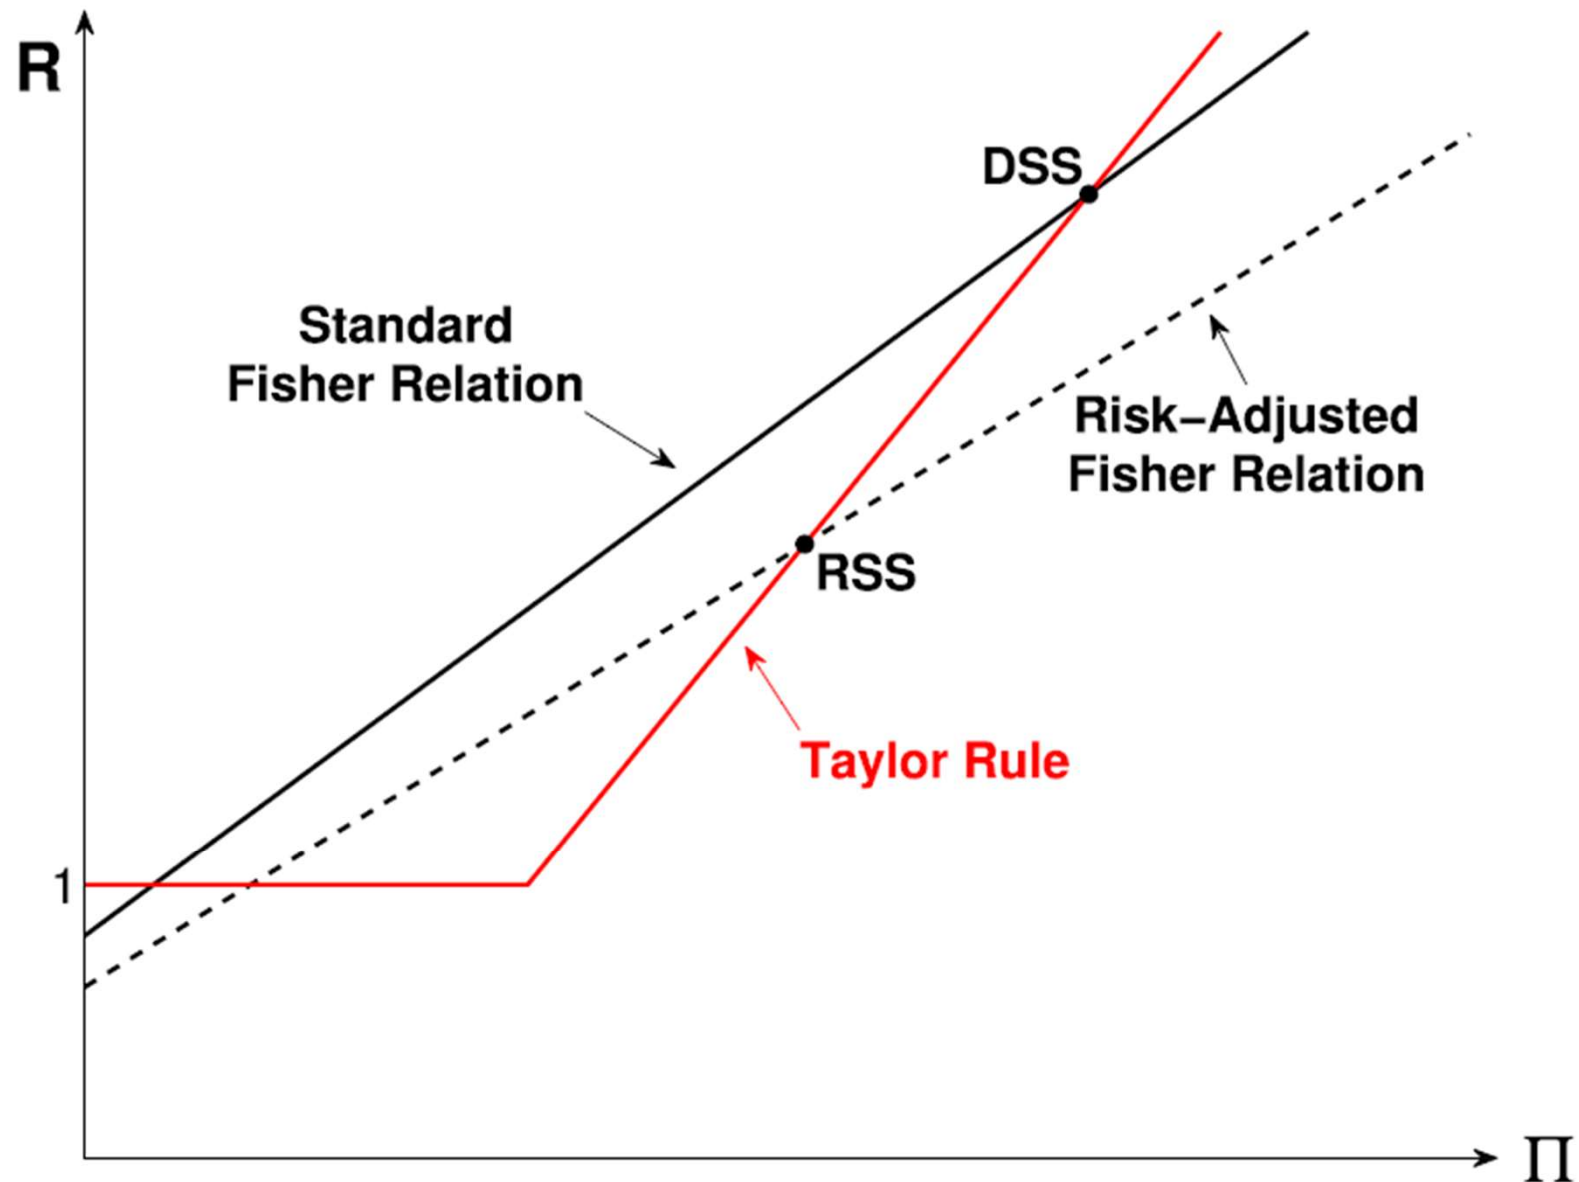 R
DSS
Standard
Fisher Relation
Risk–Adjusted
Fisher Relation
RSS
Taylor Rule
1
Π